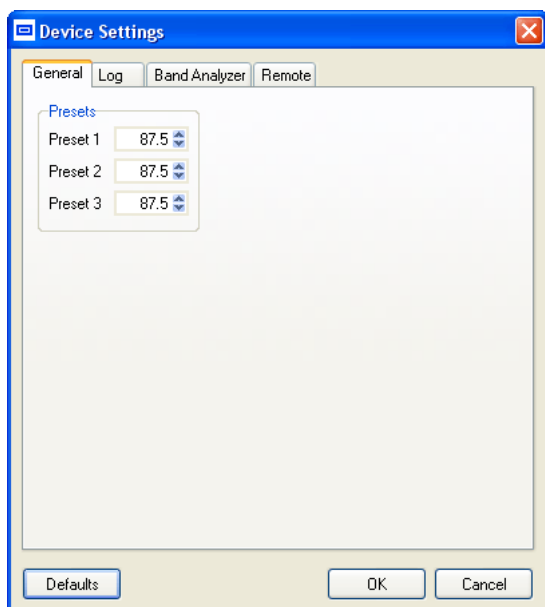 Device Settings
General Log Band Analyzer Remote
Presets
Preset 1 87.5
Preset 2 87.5
Preset 3 87.5
Defaults OK Cancel